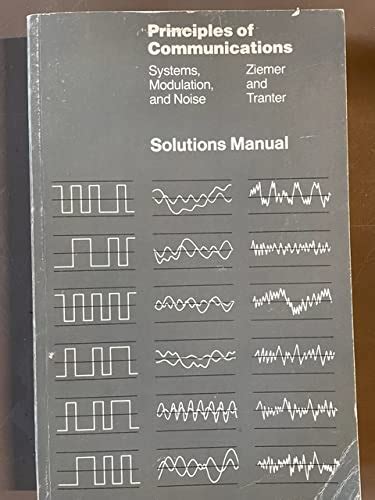 Principles of
Communications
Systems,
Modulation,
and Noise
Ziemer
and
Tranter
Solutions Manual